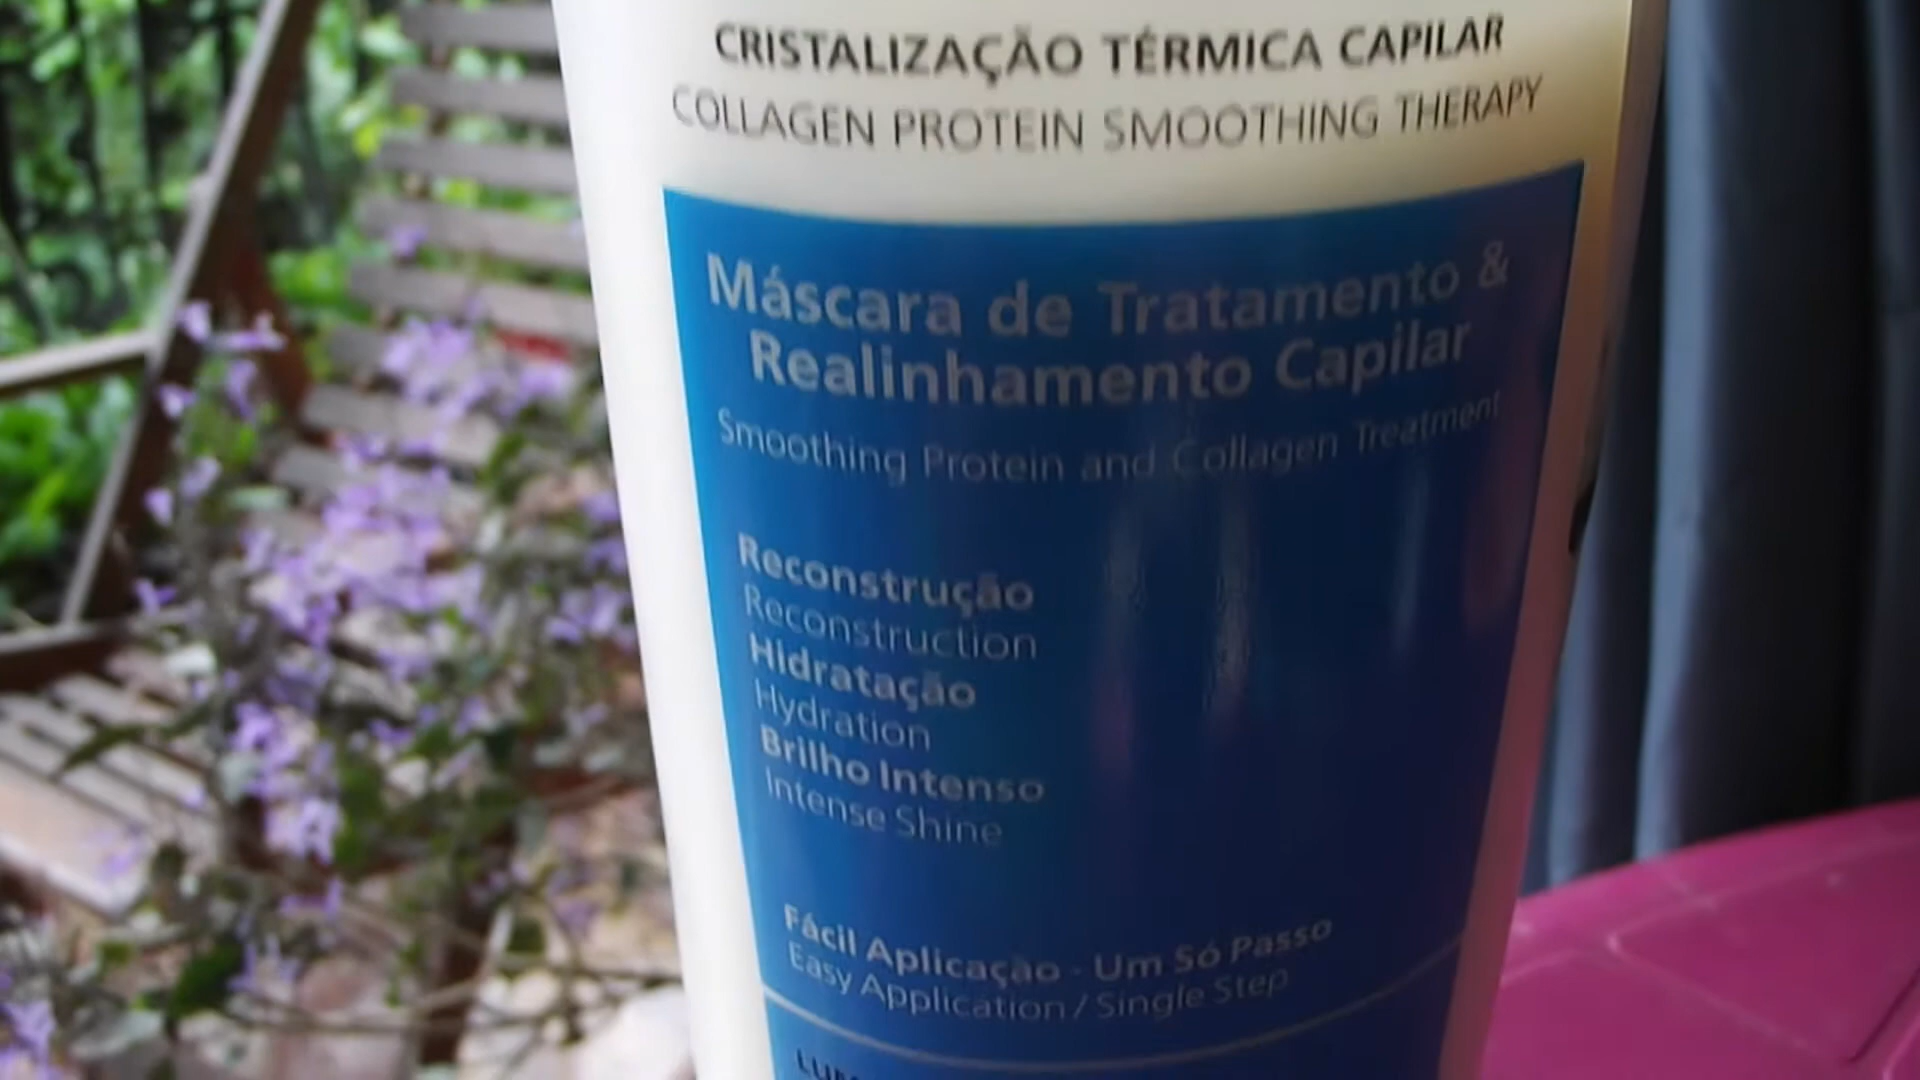 CRISTALIZAÇÃO TÉRMICA CAPILAR
COLLAGEN PROTEIN SMOOTHING THERAPY
Máscara de Tratamento &
Realinhamento Capilar
Smoothing Protein and Collagen Treatment
Reconstrução
Reconstruction
Hidratação
Hydration
Brilho Intenso
Intense Shine
Fácil Aplicação - Um Só Passo
Easy Application / Single Step